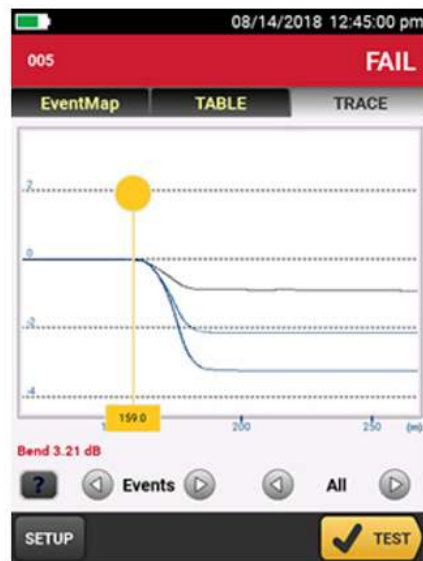 08/14/2018 12:45:00 pm
005 FAIL
EventMap TABLE TRACE
2
0
-2
-4
159.0
200 250 (m)
Bend 3.21 dB
? Events All
SETUP TEST